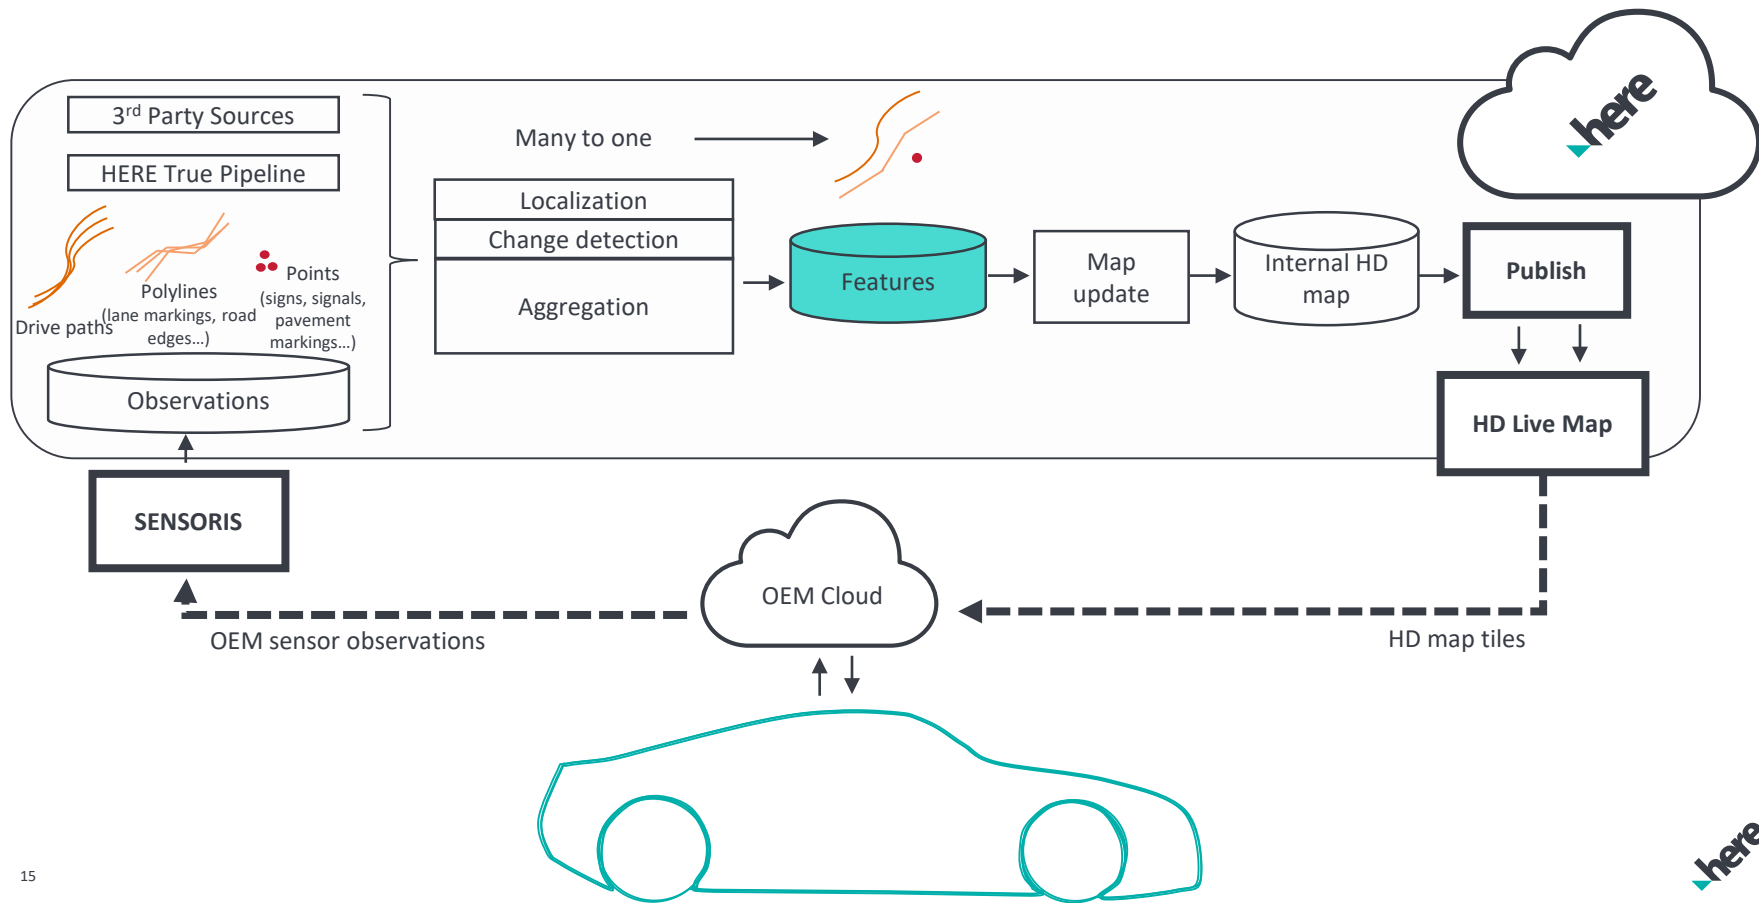 here
3rd Party Sources
HERE True Pipeline
Many to one
Localization
Change detection
Aggregation
Drive paths
Polylines
(lane markings, road
edges…)
Points
(signs, signals,
pavement
markings…)
Observations
Features
Map
update
Internal HD
map
Publish
HD Live Map
SENSORIS
OEM Cloud
OEM sensor observations
HD map tiles
15
here